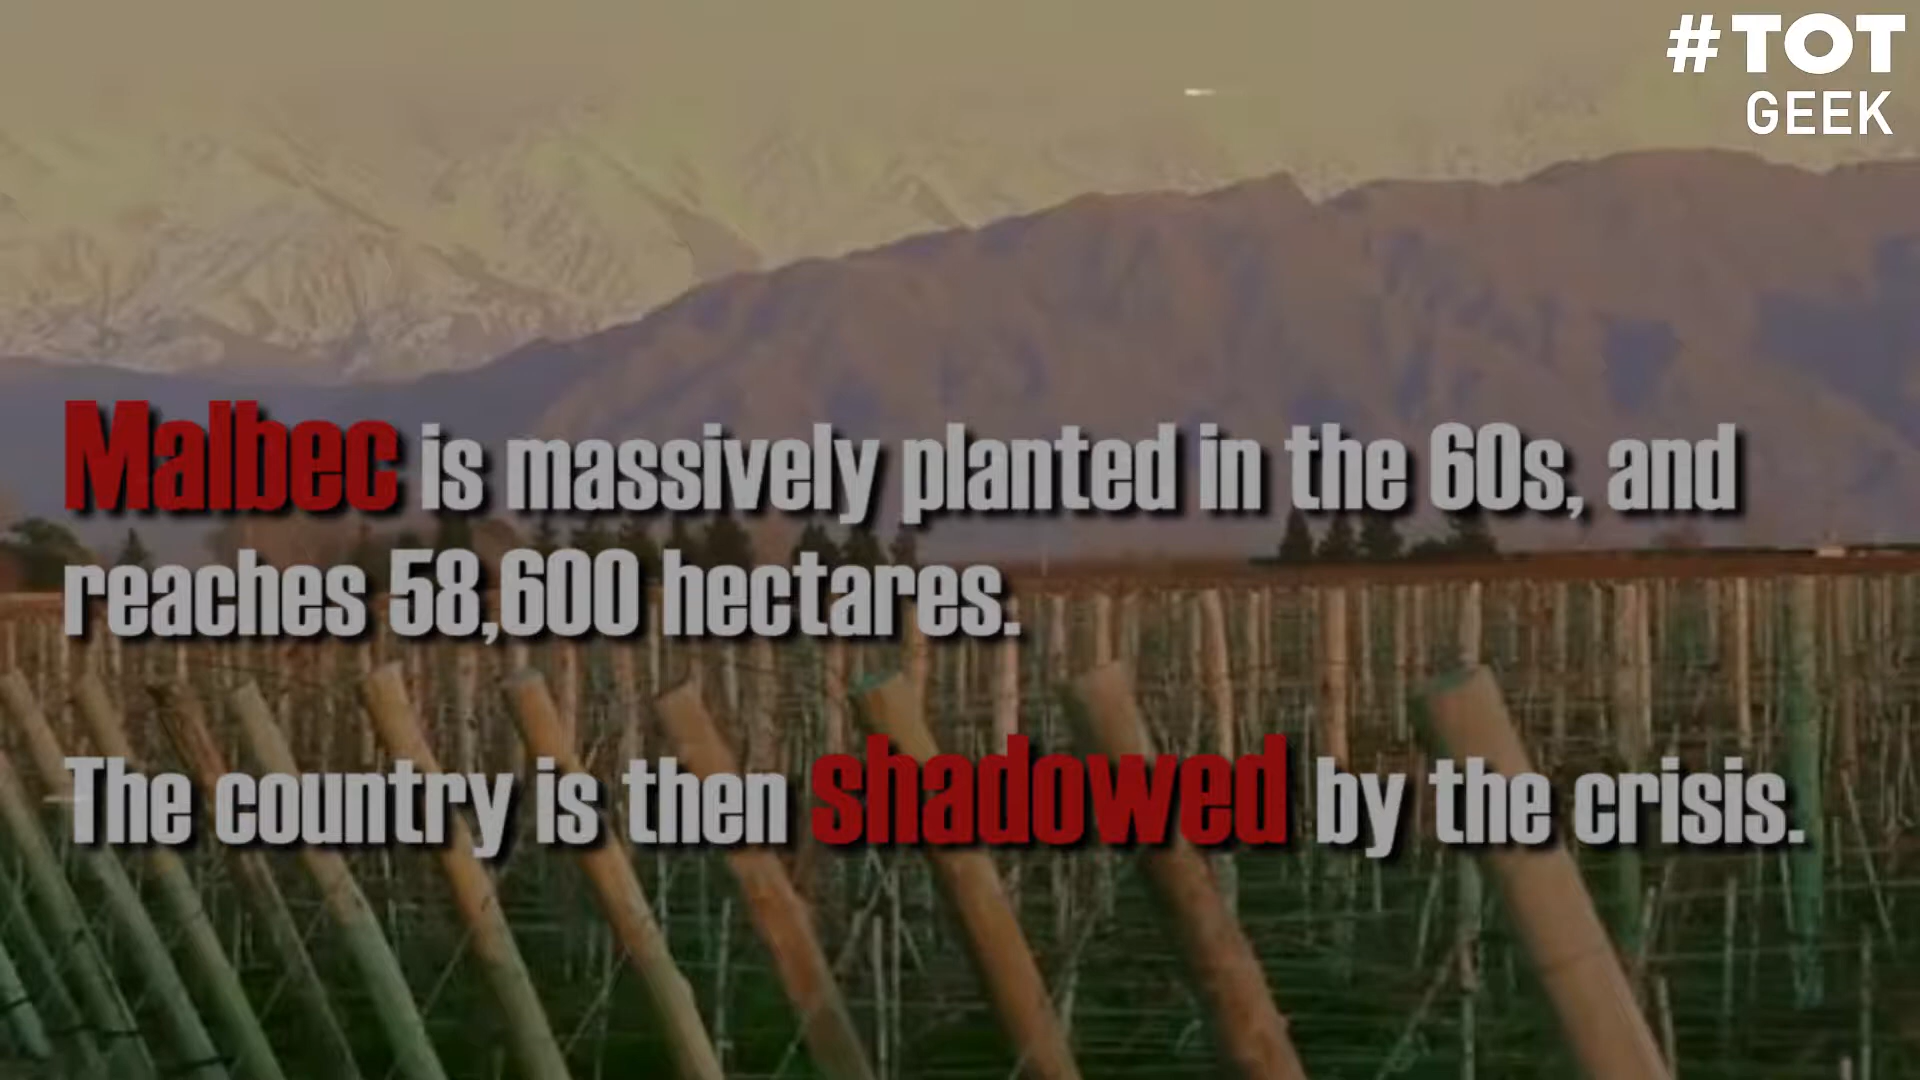 #TOT
GEEK
Malbec is massively planted in the 60s, and
reaches 58,600 hectares.
The country is then shadowed by the crisis.